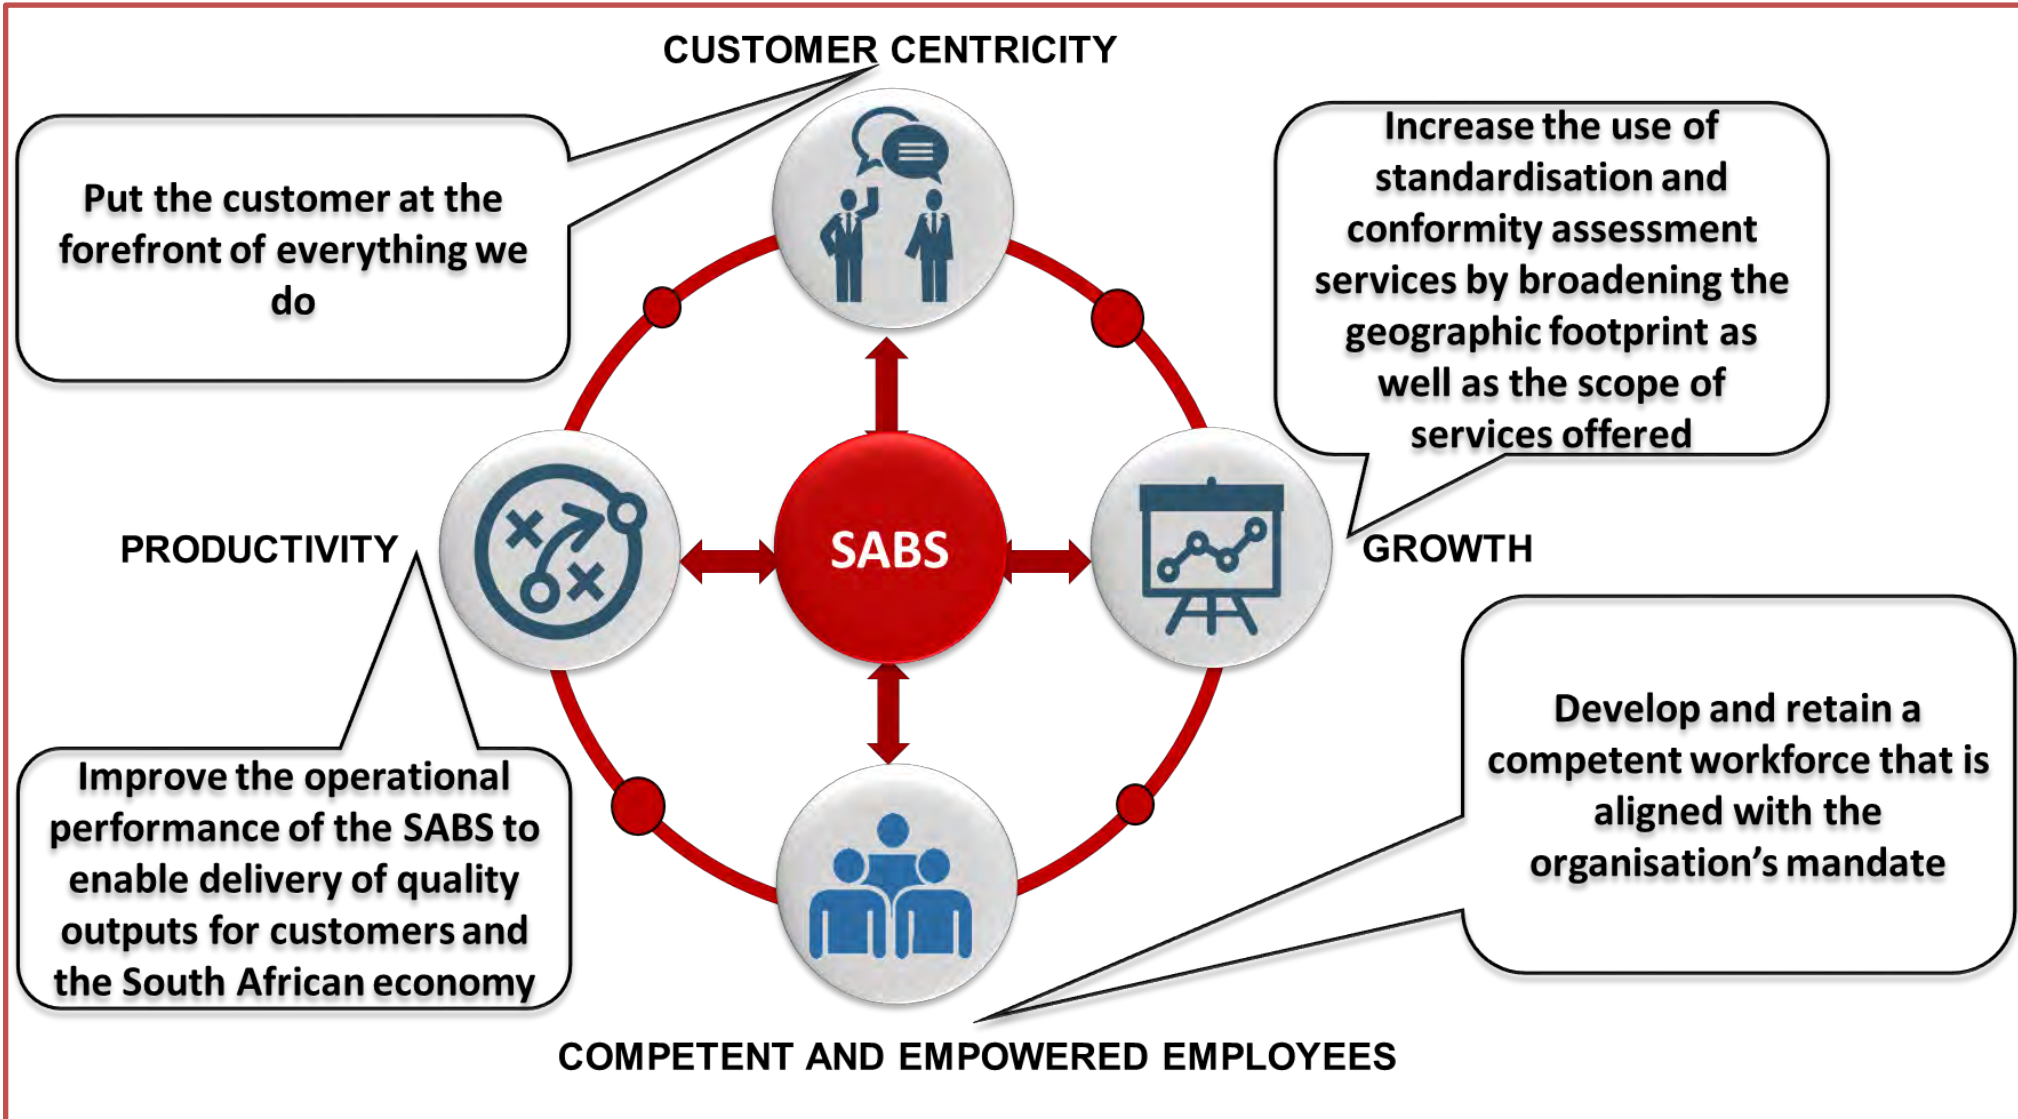 CUSTOMER CENTRICITY
Put the customer at the
forefront of everything we
do
Increase the use of
standardisation and
conformity assessment
services by broadening the
geographic footprint as
well as the scope of
services offered
PRODUCTIVITY
SABS
GROWTH
Improve the operational
performance of the SABS to
enable delivery of quality
outputs for customers and
the South African economy
Develop and retain a
competent workforce that is
aligned with the
organisation’s mandate
COMPETENT AND EMPOWERED EMPLOYEES